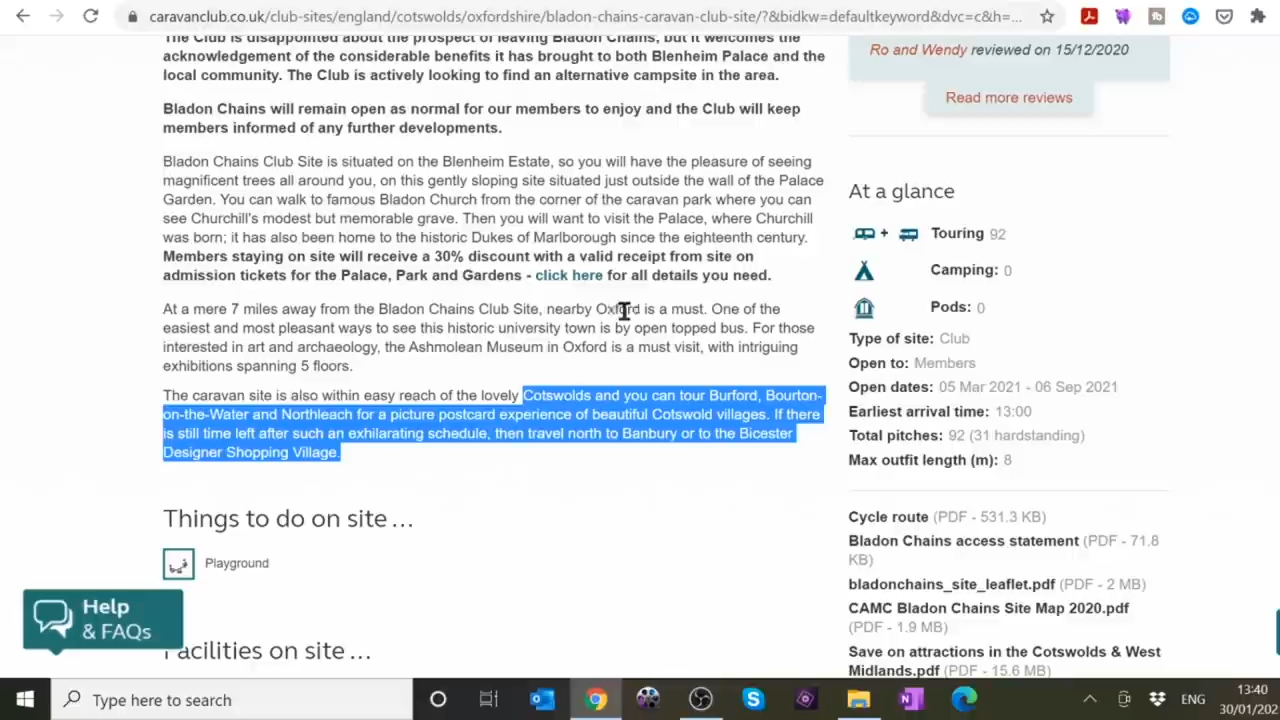 caravanclub.co.uk/club-sites/england/cotswolds/oxfordshire/bladon-chains-caravan-club-site/?&bidkw=defaultkeyword&dvc=c&h=...
The Club is disappointed about the prospect of leaving Bladon Chains, but it welcomes the
acknowledgement of the considerable benefits it has brought to both Blenheim Palace and the
local community. The Club is actively looking to find an alternative campsite in the area.
Bladon Chains will remain open as normal for our members to enjoy and the Club will keep
members informed of any further developments.
Bladon Chains Club Site is situated on the Blenheim Estate, so you will have the pleasure of seeing
magnificent trees all around you, on this gently sloping site situated just outside the wall of the Palace
Garden. You can walk to famous Bladon Church from the corner of the caravan park where you can
see Churchill's modest but memorable grave. Then you will want to visit the Palace, where Churchill
was born; it has also been home to the historic Dukes of Marlborough since the eighteenth century.
Members staying on site will receive a 30% discount with a valid receipt from site on
admission tickets for the Palace, Park and Gardens - click here for all details you need.
At a mere 7 miles away from the Bladon Chains Club Site, nearby Oxford is a must. One of the
easiest and most pleasant ways to see this historic university town is by open topped bus. For those
interested in art and archaeology, the Ashmolean Museum in Oxford is a must visit, with intriguing
exhibitions spanning 5 floors.
The caravan site is also within easy reach of the lovely Cotswolds and you can tour Burford, Bourton-
on-the-Water and Northleach for a picture postcard experience of beautiful Cotswold villages. If there
is still time left after such an exhilarating schedule, then travel north to Banbury or to the Bicester
Designer Shopping Village.
Things to do on site ...
Playground
Help
& FAQs
Facilities on site ...
Ro and Wendy reviewed on 15/12/2020
Read more reviews
At a glance
+ Touring 92
Camping: 0
Pods: 0
Type of site: Club
Open to: Members
Open dates: 05 Mar 2021 - 06 Sep 2021
Earliest arrival time: 13:00
Total pitches: 92 (31 hardstanding)
Max outfit length (m): 8
Cycle route (PDF - 531.3 KB)
Bladon Chains access statement (PDF - 71.8
KB)
bladonchains_site_leaflet.pdf (PDF - 2 MB)
CAMC Bladon Chains Site Map 2020.pdf
(PDF - 1.9 MB)
Save on attractions in the Cotswolds & West
Midlands.pdf (PDF - 15.6 MB)
Type here to search
ENG
13:40
30/01/202